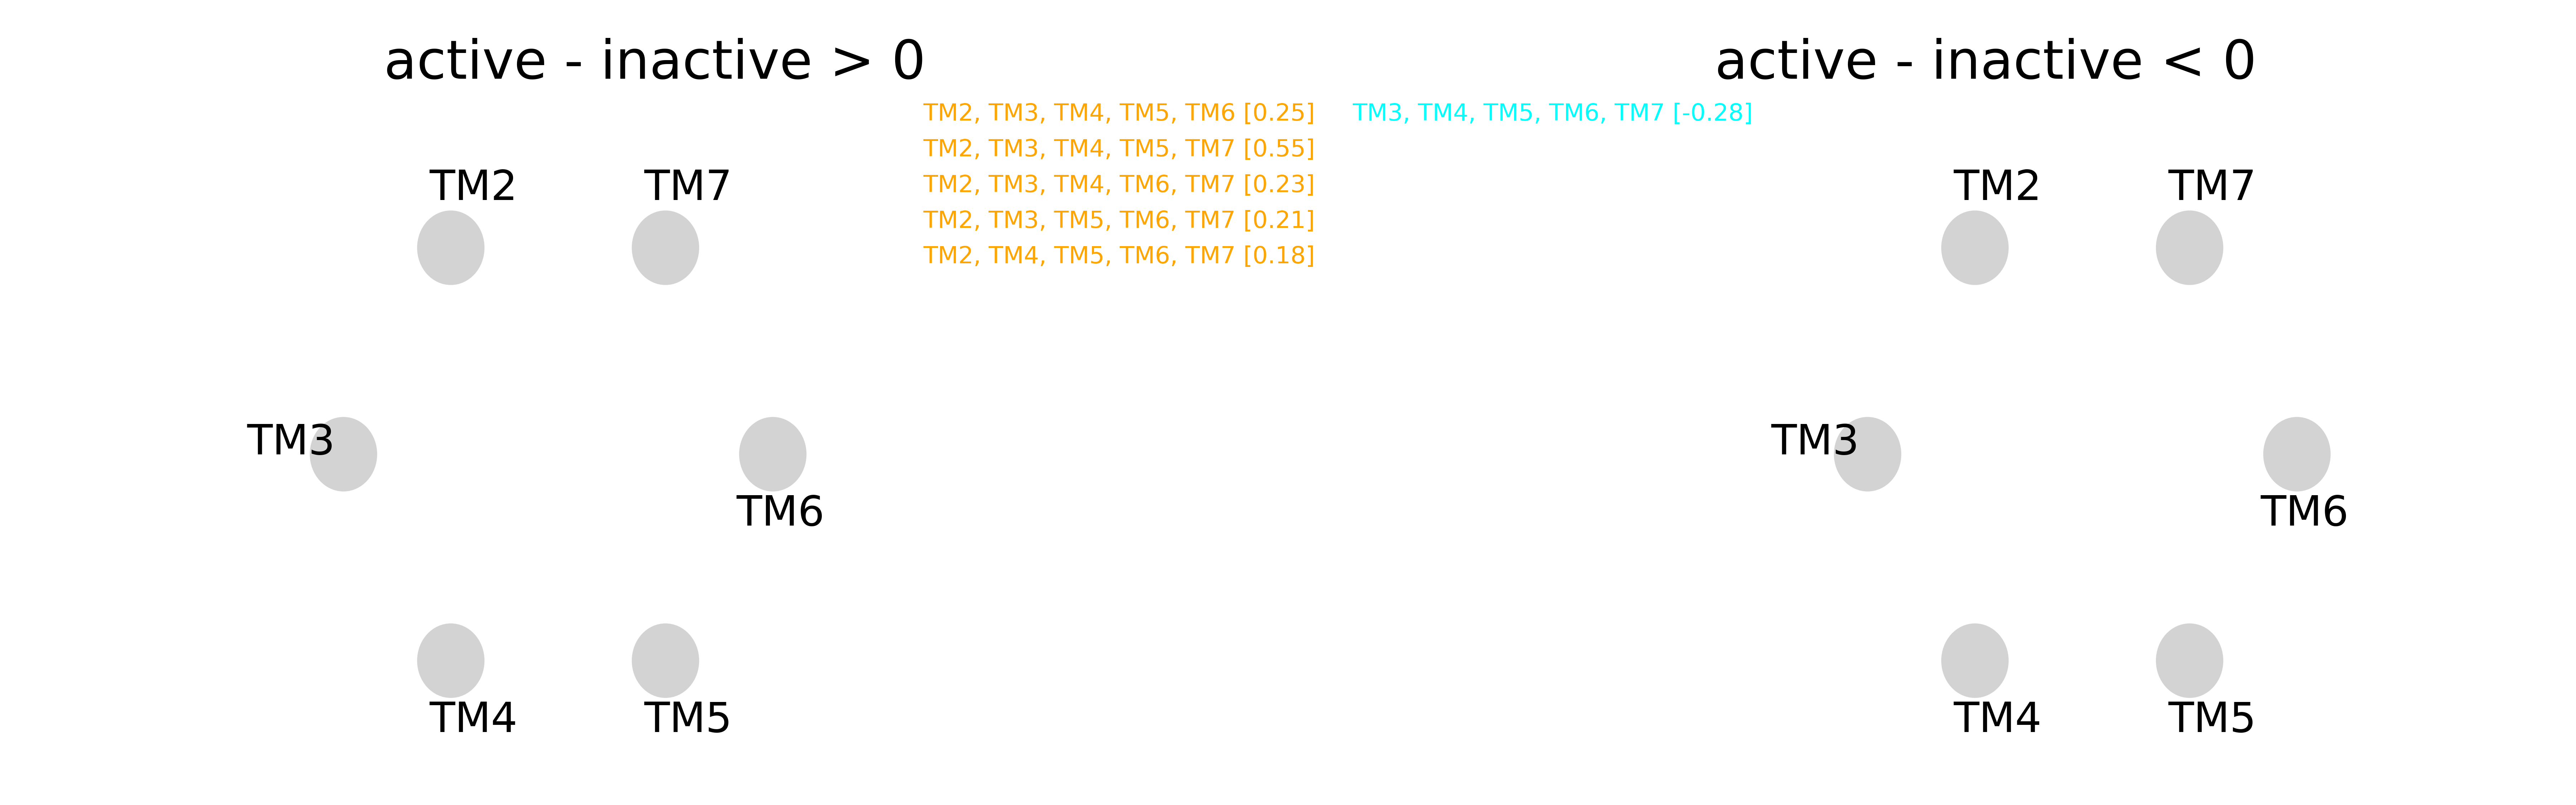 active - inactive > 0
active - inactive < 0
TM2, TM3, TM4, TM5, TM6 [0.25]
TM2, TM3, TM4, TM5, TM7 [0.55]
TM2, TM3, TM4, TM6, TM7 [0.23]
TM2, TM3, TM5, TM6, TM7 [0.21]
TM2, TM4, TM5, TM6, TM7 [0.18]
TM3, TM4, TM5, TM6, TM7 [-0.28]
TM2
TM7
TM3
TM6
TM4
TM5
TM2
TM7
TM3
TM6
TM4
TM5